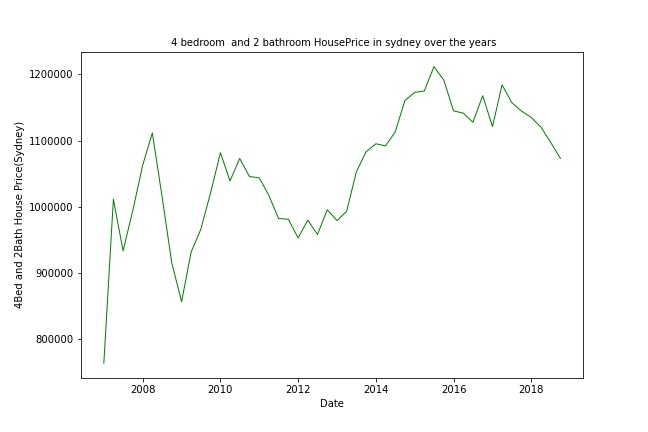 4 bedroom  and 2 bathroom HousePrice in sydney over the years
1200000
1100000
1000000
900000
800000
4Bed and 2Bath House Price(Sydney)
2008 2010 2012 2014 2016 2018
Date